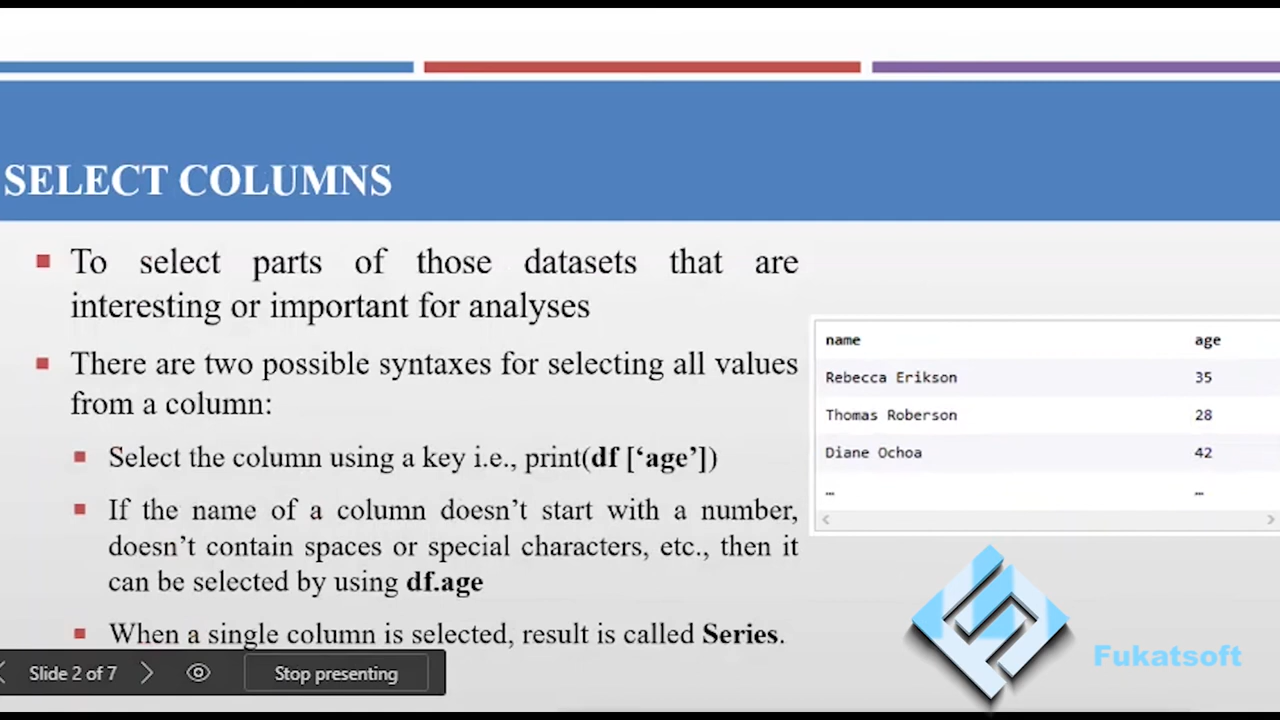 SELECT COLUMNS
To select parts of those datasets that are
interesting or important for analyses
There are two possible syntaxes for selecting all values
from a column:
Select the column using a key i.e., print(df [‘age’])
If the name of a column doesn’t start with a number,
doesn’t contain spaces or special characters, etc., then it
can be selected by using df.age
When a single column is selected, result is called Series.
name age
Rebecca Erikson 35
Thomas Roberson 28
Diane Ochoa 42
… …
Fukatsoft
Slide 2 of 7
Stop presenting